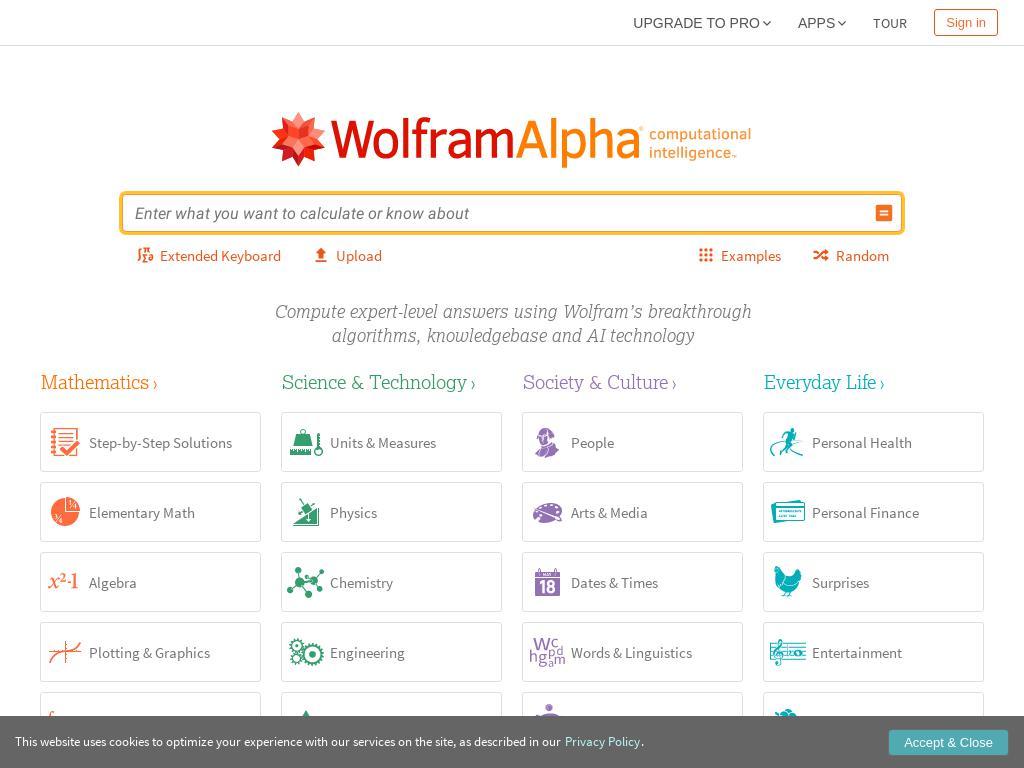 UPGRADE TO PRO
APPS
TOUR
Sign in
WolframAlpha computational intelligence™
Enter what you want to calculate or know about
Extended Keyboard
Upload
Examples
Random
Compute expert-level answers using Wolfram's breakthrough
algorithms, knowledgebase and AI technology
Mathematics ›
Science & Technology ›
Society & Culture ›
Everyday Life ›
Step-by-Step Solutions
Units & Measures
People
Personal Health
Elementary Math
Physics
Arts & Media
Personal Finance
x²-1 Algebra
Chemistry
18 Dates & Times
Surprises
Plotting & Graphics
Engineering
Words & Linguistics
Entertainment
This website uses cookies to optimize your experience with our services on the site, as described in our Privacy Policy.
Accept & Close